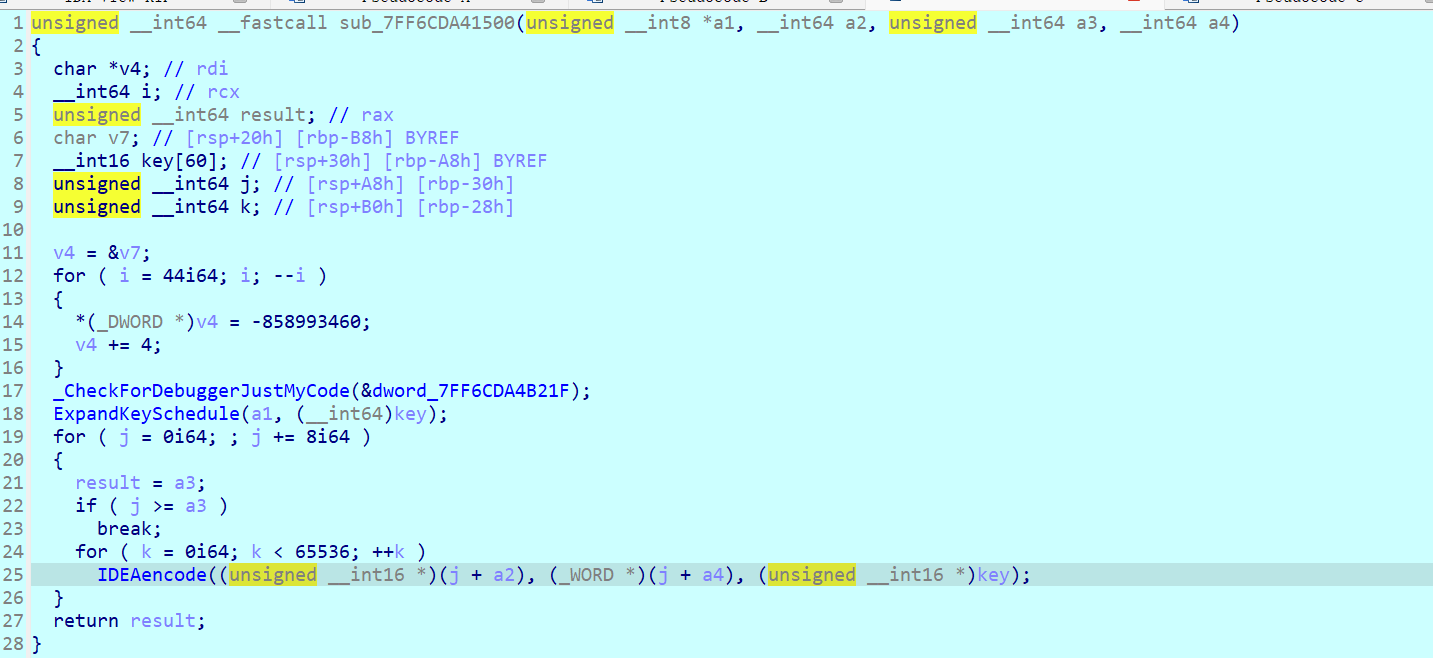 1 unsigned __int64 __fastcall sub_7FF6CDA41500(unsigned __int8 *a1, __int64 a2, unsigned __int64 a3, __int64 a4)
2 {
3 char *v4; // rdi
4 __int64 i; // rcx
5 unsigned __int64 result; // rax
6 char v7; // [rsp+20h] [rbp-B8h] BYREF
7 __int16 key[60]; // [rsp+30h] [rbp-A8h] BYREF
8 unsigned __int64 j; // [rsp+A8h] [rbp-30h]
9 unsigned __int64 k; // [rsp+B0h] [rbp-28h]
10
11 v4 = &v7;
12 for ( i = 44i64; i; --i )
13 {
14 *(_DWORD *)v4 = -858993460;
15 v4 += 4;
16 }
17 _CheckForDebuggerJustMyCode(&dword_7FF6CDA4B21F);
18 ExpandKeySchedule(a1, (__int64)key);
19 for ( j = 0i64; ; j += 8i64 )
20 {
21 result = a3;
22 if ( j >= a3 )
23 break;
24 for ( k = 0i64; k < 65536; ++k )
25 IDEAencode((unsigned __int16 *)(j + a2), (_WORD *)(j + a4), (unsigned __int16 *)key);
26 }
27 return result;
28 }